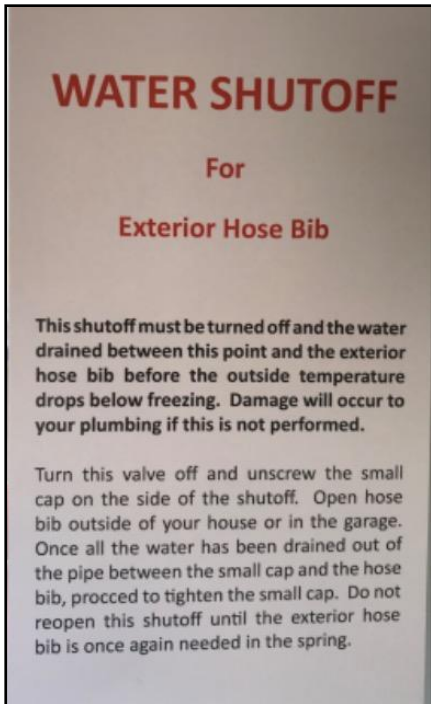 WATER SHUTOFF
For
Exterior Hose Bib
This shutoff must be turned off and the water
drained between this point and the exterior
hose bib before the outside temperature
drops below freezing. Damage will occur to
your plumbing if this is not performed.
Turn this valve off and unscrew the small
cap on the side of the shutoff. Open hose
bib outside of your house or in the garage.
Once all the water has been drained out of
the pipe between the small cap and the hose
bib, procced to tighten the small cap. Do not
reopen this shutoff until the exterior hose
bib is once again needed in the spring.